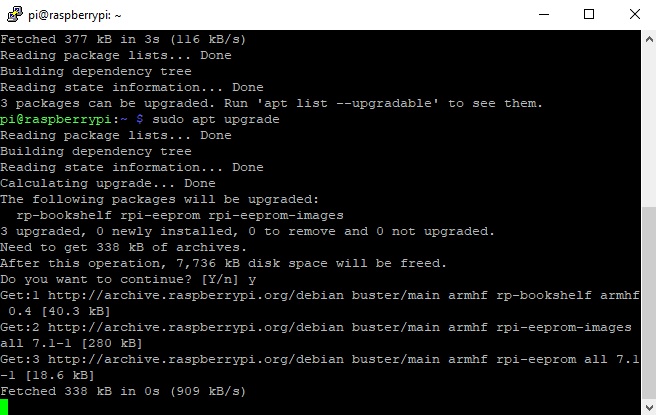 pi@raspberrypi: ~
Fetched 377 kB in 3s (116 kB/s)
Reading package lists... Done
Building dependency tree
Reading state information... Done
3 packages can be upgraded. Run 'apt list --upgradable' to see them.
pi@raspberrypi:~ $ sudo apt upgrade
Reading package lists... Done
Building dependency tree
Reading state information... Done
Calculating upgrade... Done
The following packages will be upgraded:
  rp-bookshelf rpi-eeprom rpi-eeprom-images
3 upgraded, 0 newly installed, 0 to remove and 0 not upgraded.
Need to get 338 kB of archives.
After this operation, 7,736 kB disk space will be freed.
Do you want to continue? [Y/n] y
Get:1 http://archive.raspberrypi.org/debian buster/main armhf rp-bookshelf armhf
 0.4 [40.3 kB]
Get:2 http://archive.raspberrypi.org/debian buster/main armhf rpi-eeprom-images
all 7.1-1 [280 kB]
Get:3 http://archive.raspberrypi.org/debian buster/main armhf rpi-eeprom all 7.1
-1 [18.6 kB]
Fetched 338 kB in 0s (909 kB/s)